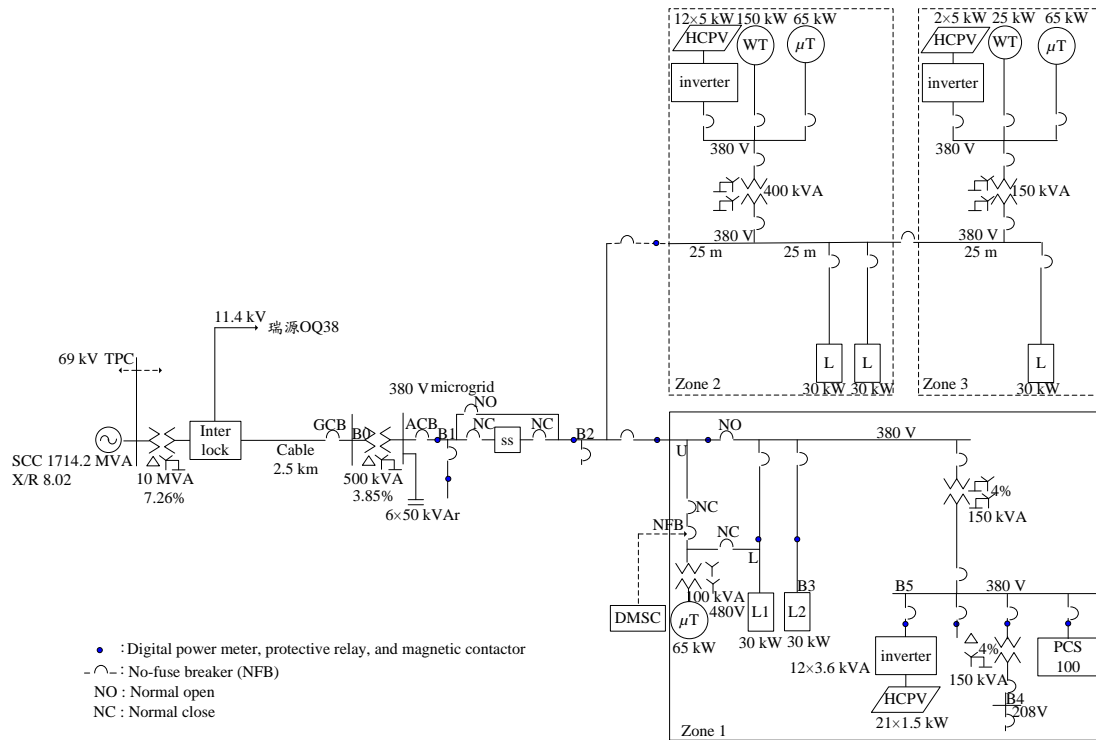 12×5 kW 150 kW 65 kW
HCPV
WT
μT
inverter
380 V
400 kVA
380 V
25 m
25 m
L
L
30 kW
30 kW
Zone 2
2×5 kW 25 kW 65 kW
HCPV
WT
μT
inverter
380 V
150 kVA
380 V
25 m
L
30 kW
Zone 3
11.4 kV
瑞源OQ38
69 kV TPC
SCC 1714.2 MVA
X/R 8.02
10 MVA
7.26%
Inter
lock
Cable
2.5 km
GCB
B0
500 kVA
3.85%
380 V microgrid
ACB
B1
6×50 kVAr
NO
NC
ss
NC
B2
U
NO
380 V
NC
NFB
NC
L
100 kVA
480V
μT
65 kW
DMSC
L1
30 kW
B3
L2
30 kW
4%
150 kVA
B5
380 V
inverter
12×3.6 kVA
HCPV
21×1.5 kW
4%
150 kVA
B4
208V
PCS
100
Zone 1
: Digital power meter, protective relay, and magnetic contactor
: No-fuse breaker (NFB)
NO : Normal open
NC : Normal close